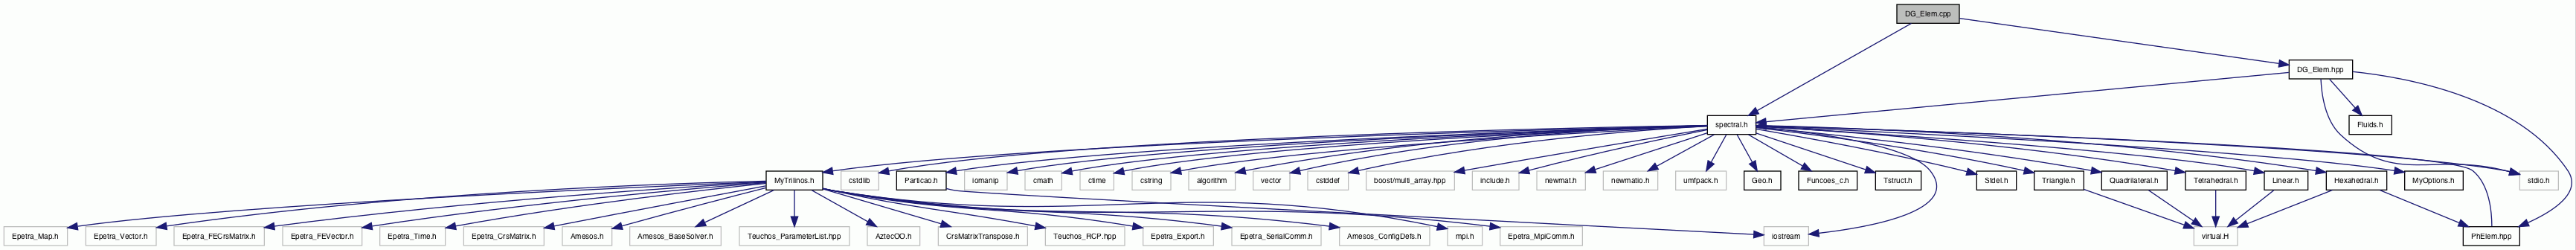 DG_Elem.cpp
DG_Elem.hpp
spectral.h
Fluids.h
MyTrilinos.h
cstdlib
Particao.h
iomanip
cmath
ctime
cstring
algorithm
vector
cstddef
boost/multi_array.hpp
include.h
newmat.h
newmatio.h
umfpack.h
Geo.h
Funcoes_c.h
Tstruct.h
Stdel.h
Triangle.h
Quadrilateral.h
Tetrahedral.h
Linear.h
Hexahedral.h
MyOptions.h
stdio.h
Epetra_Map.h
Epetra_Vector.h
Epetra_FECrsMatrix.h
Epetra_FEVector.h
Epetra_Time.h
Epetra_CrsMatrix.h
Amesos.h
Amesos_BaseSolver.h
Teuchos_ParameterList.hpp
AztecOO.h
CrsMatrixTranspose.h
Teuchos_RCP.hpp
Epetra_Export.h
Epetra_SerialComm.h
Amesos_ConfigDefs.h
mpi.h
Epetra_MpiComm.h
iostream
virtual.H
PhElem.hpp